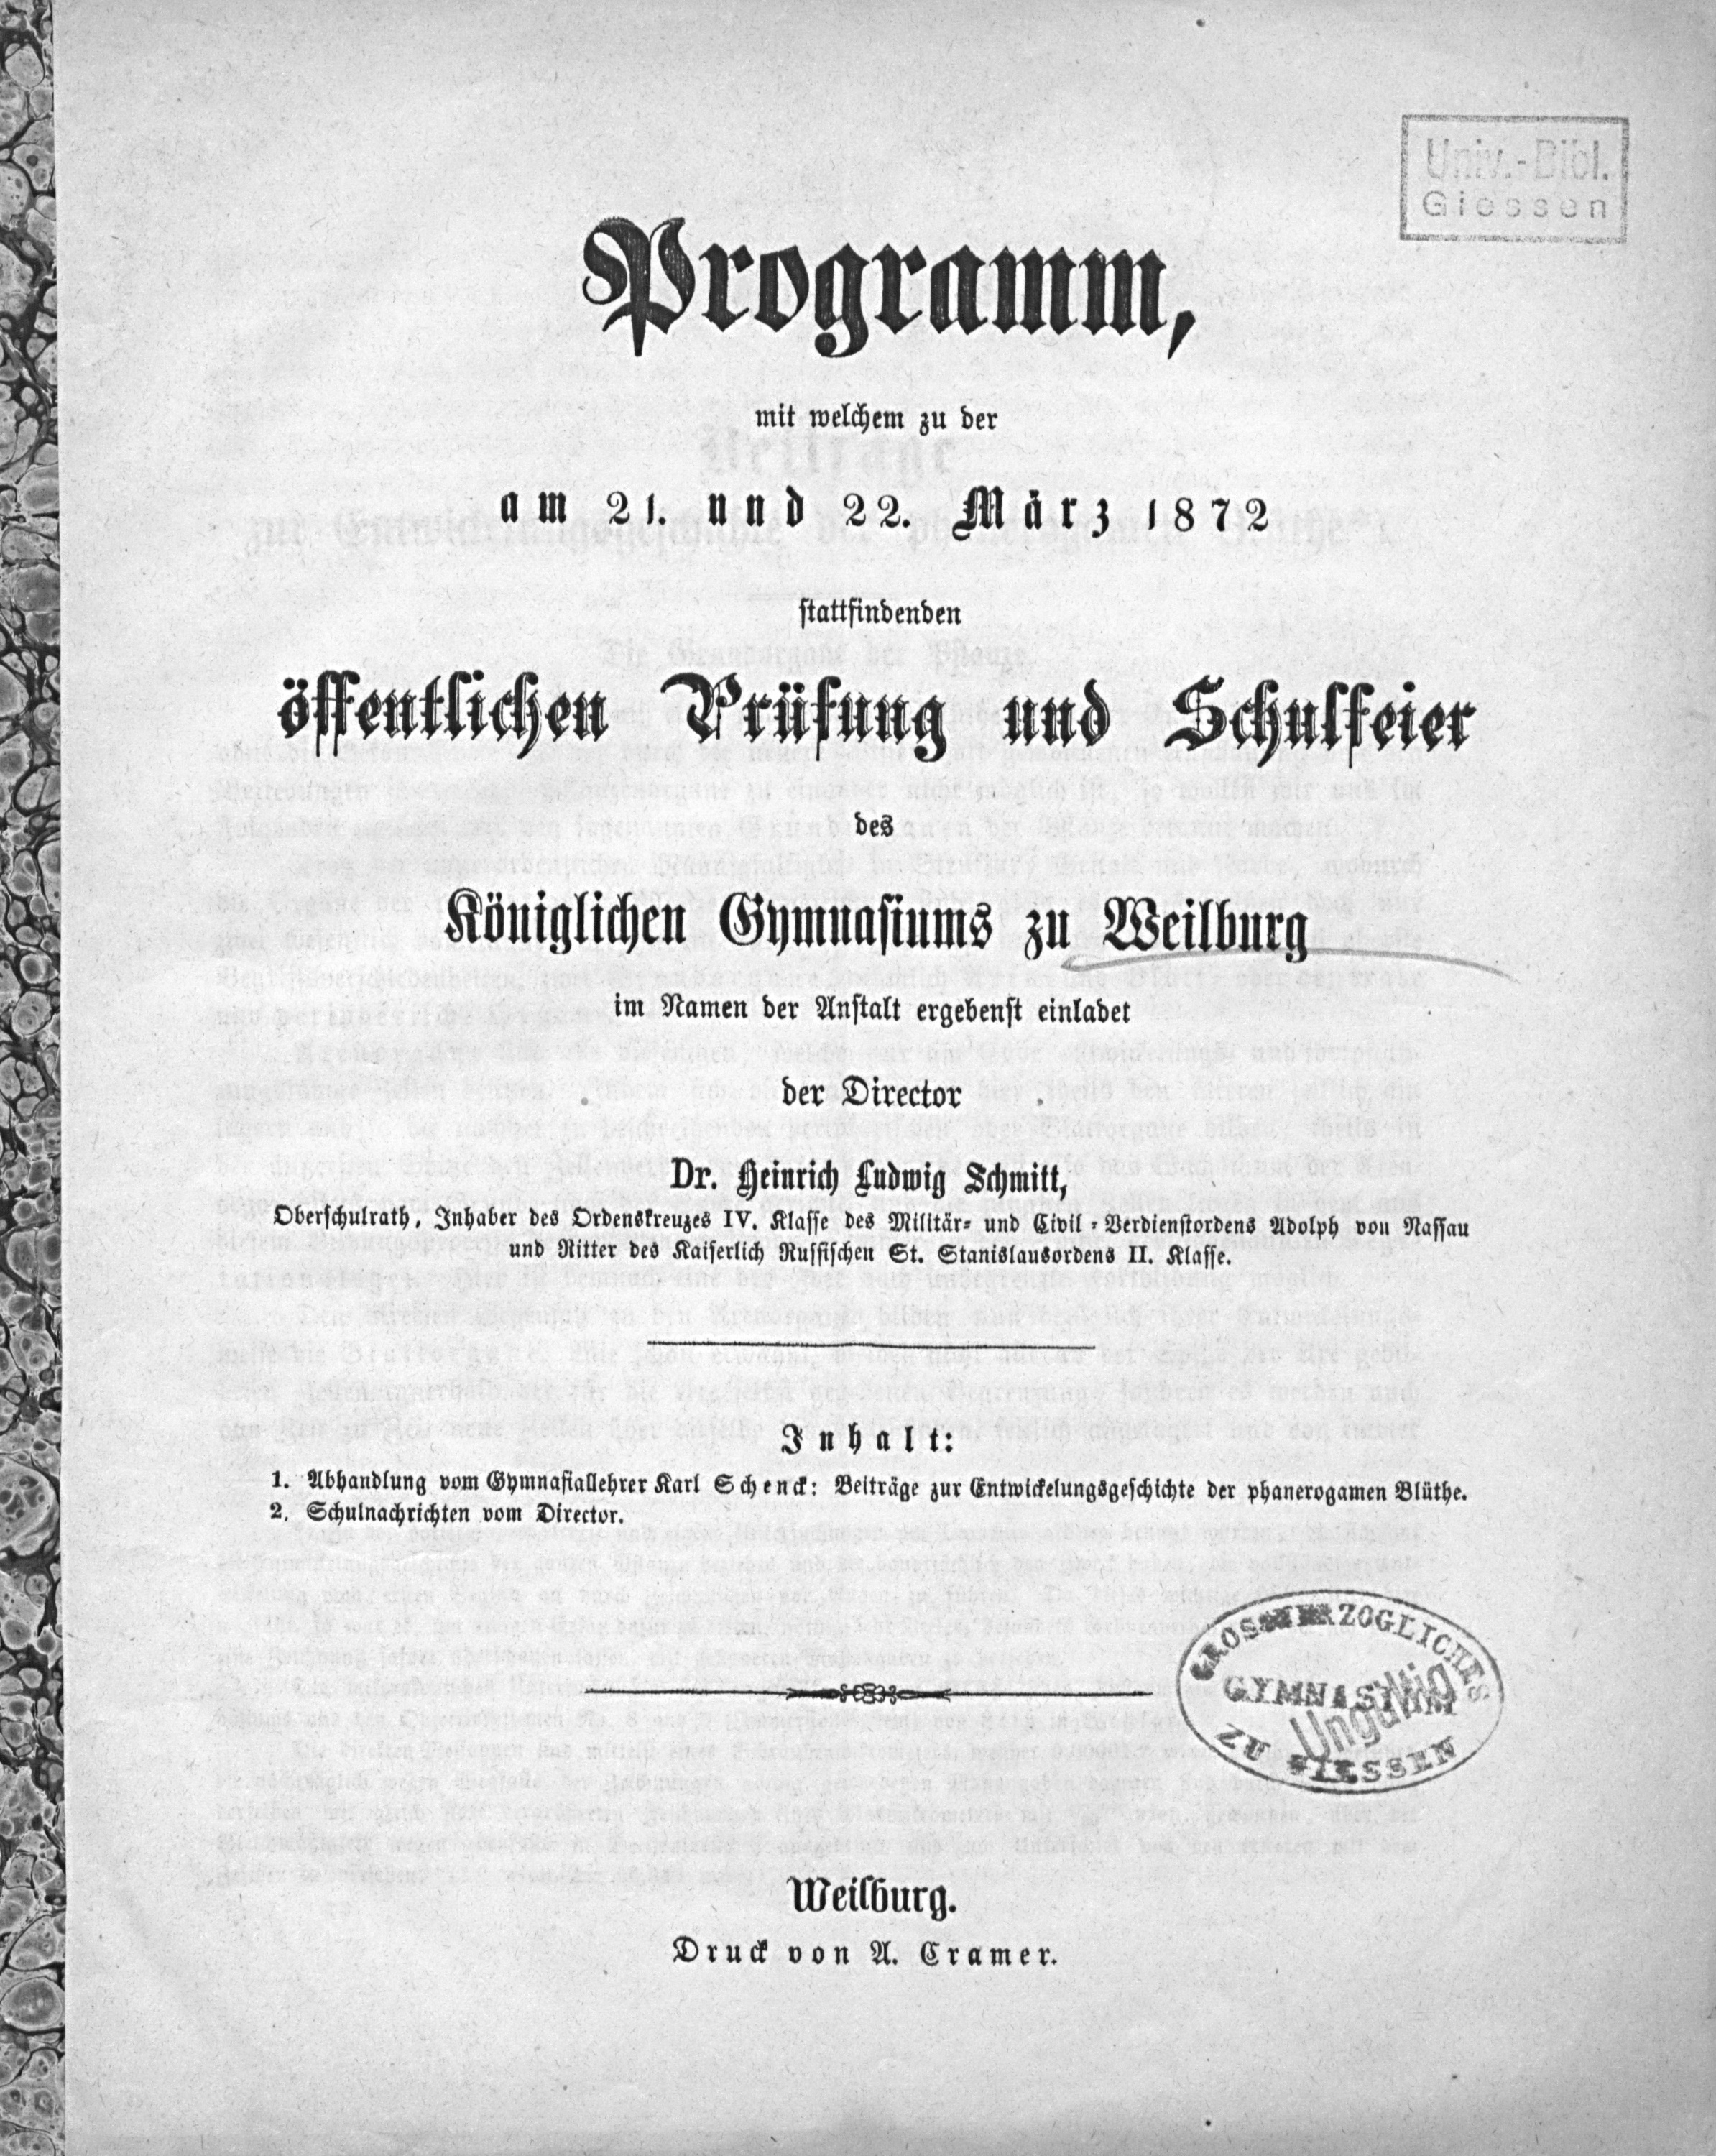 Univ.-Bibl.
Giessen
Programm,
mit welchem zu der
am 21. und 22. März 1872
stattfindenden
öffentlichen Prüfung und Schulfeier
des
Königlichen Gymnasiums zu Weilburg
im Namen der Anstalt ergebenst einladet
der Director
Dr. Heinrich Ludwig Schmitt,
Oberschulrath, Inhaber des Ordenskreuzes IV. Klasse des Militär- und Civil-Verdienstordens Adolph von Nassau
und Ritter des Kaiserlich Russischen St. Stanislausordens II. Klasse.
Inhalt:
1. Abhandlung vom Gymnasiallehrer Karl Schenck: Beiträge zur Entwickelungsgeschichte der phanerogamen Blüthe.
2. Schulnachrichten vom Director.
GROSSHERZOGLICHES
GYMNASIUM
Ungültig
ZU GIESSEN
Weilburg.
Druck von A. Cramer.